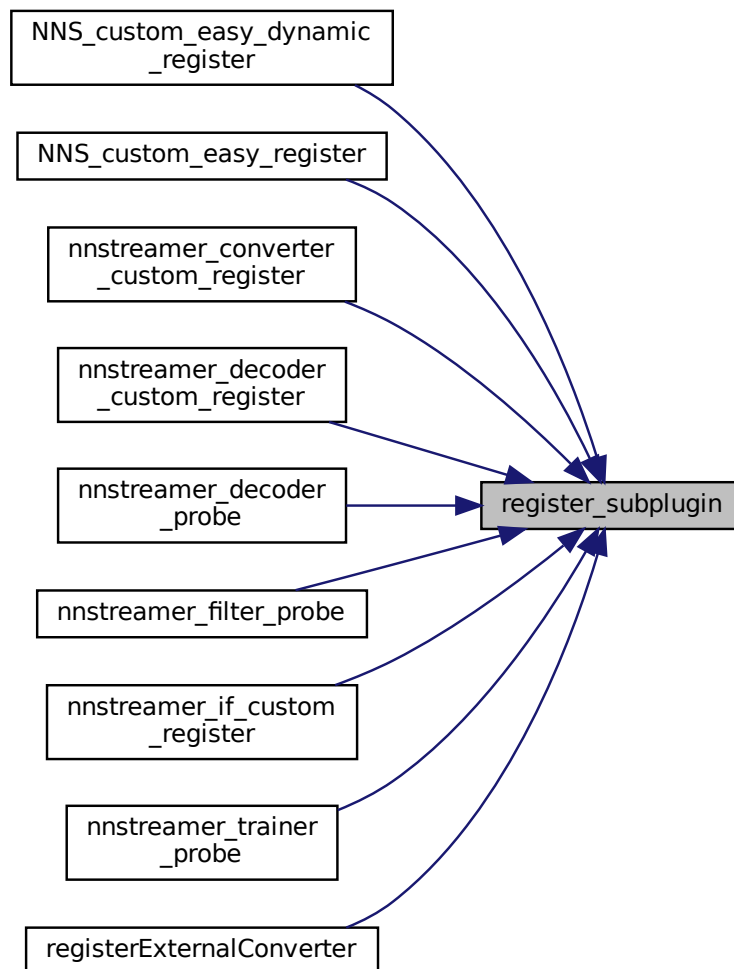 NNS_custom_easy_dynamic
_register
NNS_custom_easy_register
nnstreamer_converter
_custom_register
nnstreamer_decoder
_custom_register
nnstreamer_decoder
_probe
register_subplugin
nnstreamer_filter_probe
nnstreamer_if_custom
_register
nnstreamer_trainer
_probe
registerExternalConverter